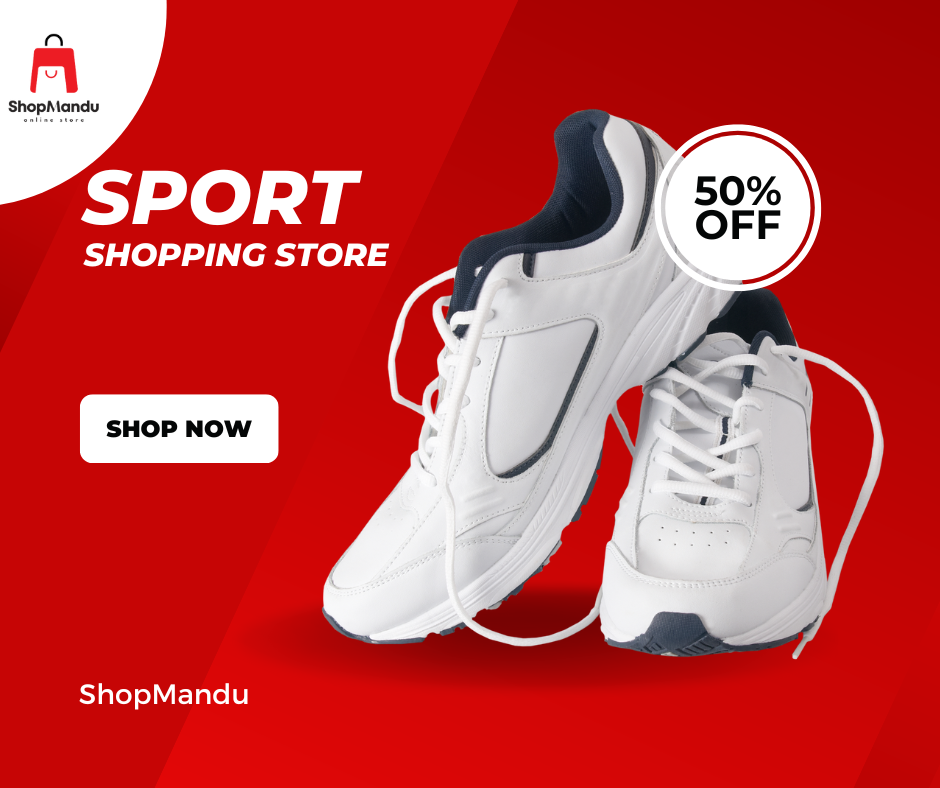 ShopMandu
online store
SPORT
SHOPPING STORE
50%
OFF
SHOP NOW
ShopMandu